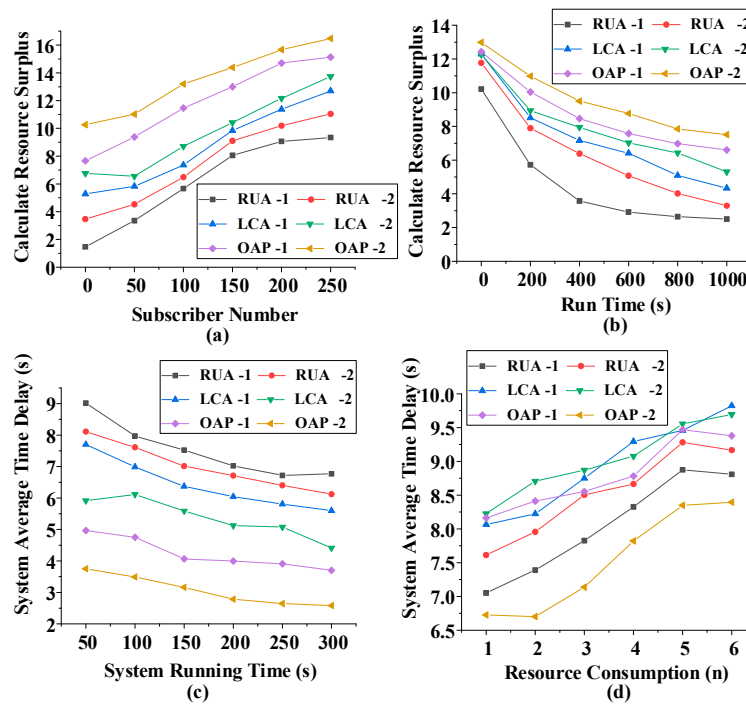 16
14
12
10
8
6
4
2
0
Calculate Resource Surplus
RUA -1 RUA -2
LCA -1 LCA -2
OAP -1 OAP -2
0 50 100 150 200 250
Subscriber Number
(a)
14
12
10
8
6
4
2
0
Calculate Resource Surplus
RUA -1 RUA -2
LCA -1 LCA -2
OAP -1 OAP -2
0 200 400 600 800 1000
Run Time (s)
(b)
9
8
7
6
5
4
3
2
System Average Time Delay (s)
RUA -1 RUA -2
LCA -1 LCA -2
OAP -1 OAP -2
50 100 150 200 250 300
System Running Time (s)
(c)
10.0
9.5
9.0
8.5
8.0
7.5
7.0
6.5
System Average Time Delay (s)
RUA -1 RUA -2
LCA -1 LCA -2
OAP -1 OAP -2
1 2 3 4 5 6
Resource Consumption (n)
(d)